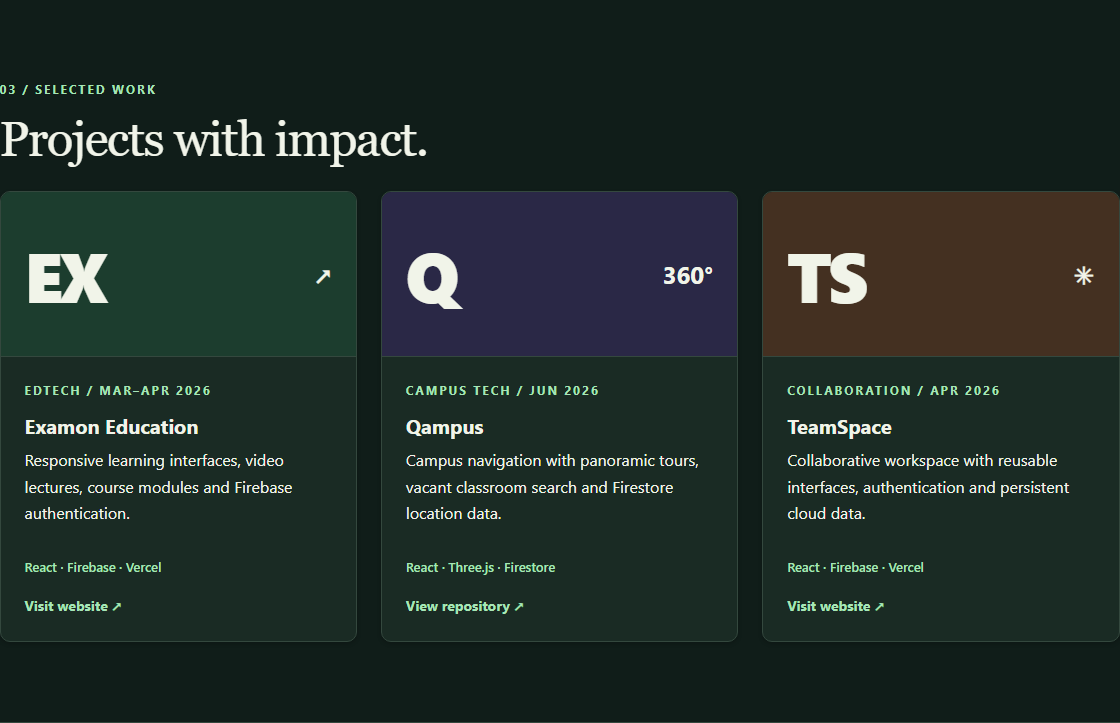 03 / SELECTED WORK
Projects with impact.
EX ↗
EDTECH / MAR–APR 2026
Examon Education
Responsive learning interfaces, video
lectures, course modules and Firebase
authentication.
React · Firebase · Vercel
Visit website ↗
Q 360°
CAMPUS TECH / JUN 2026
Qampus
Campus navigation with panoramic tours,
vacant classroom search and Firestore
location data.
React · Three.js · Firestore
View repository ↗
TS ✳
COLLABORATION / APR 2026
TeamSpace
Collaborative workspace with reusable
interfaces, authentication and persistent
cloud data.
React · Firebase · Vercel
Visit website ↗